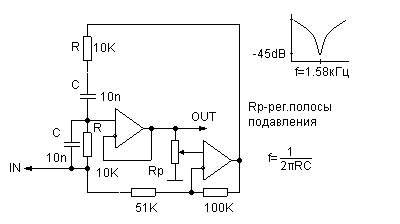 R
10K
C
10n
C
R
10n
10K
IN
OUT
Rp
51K
100K
-45dB
f=1.58кГц
Rp-рег.полосы
подавления
f= 1
2πRC